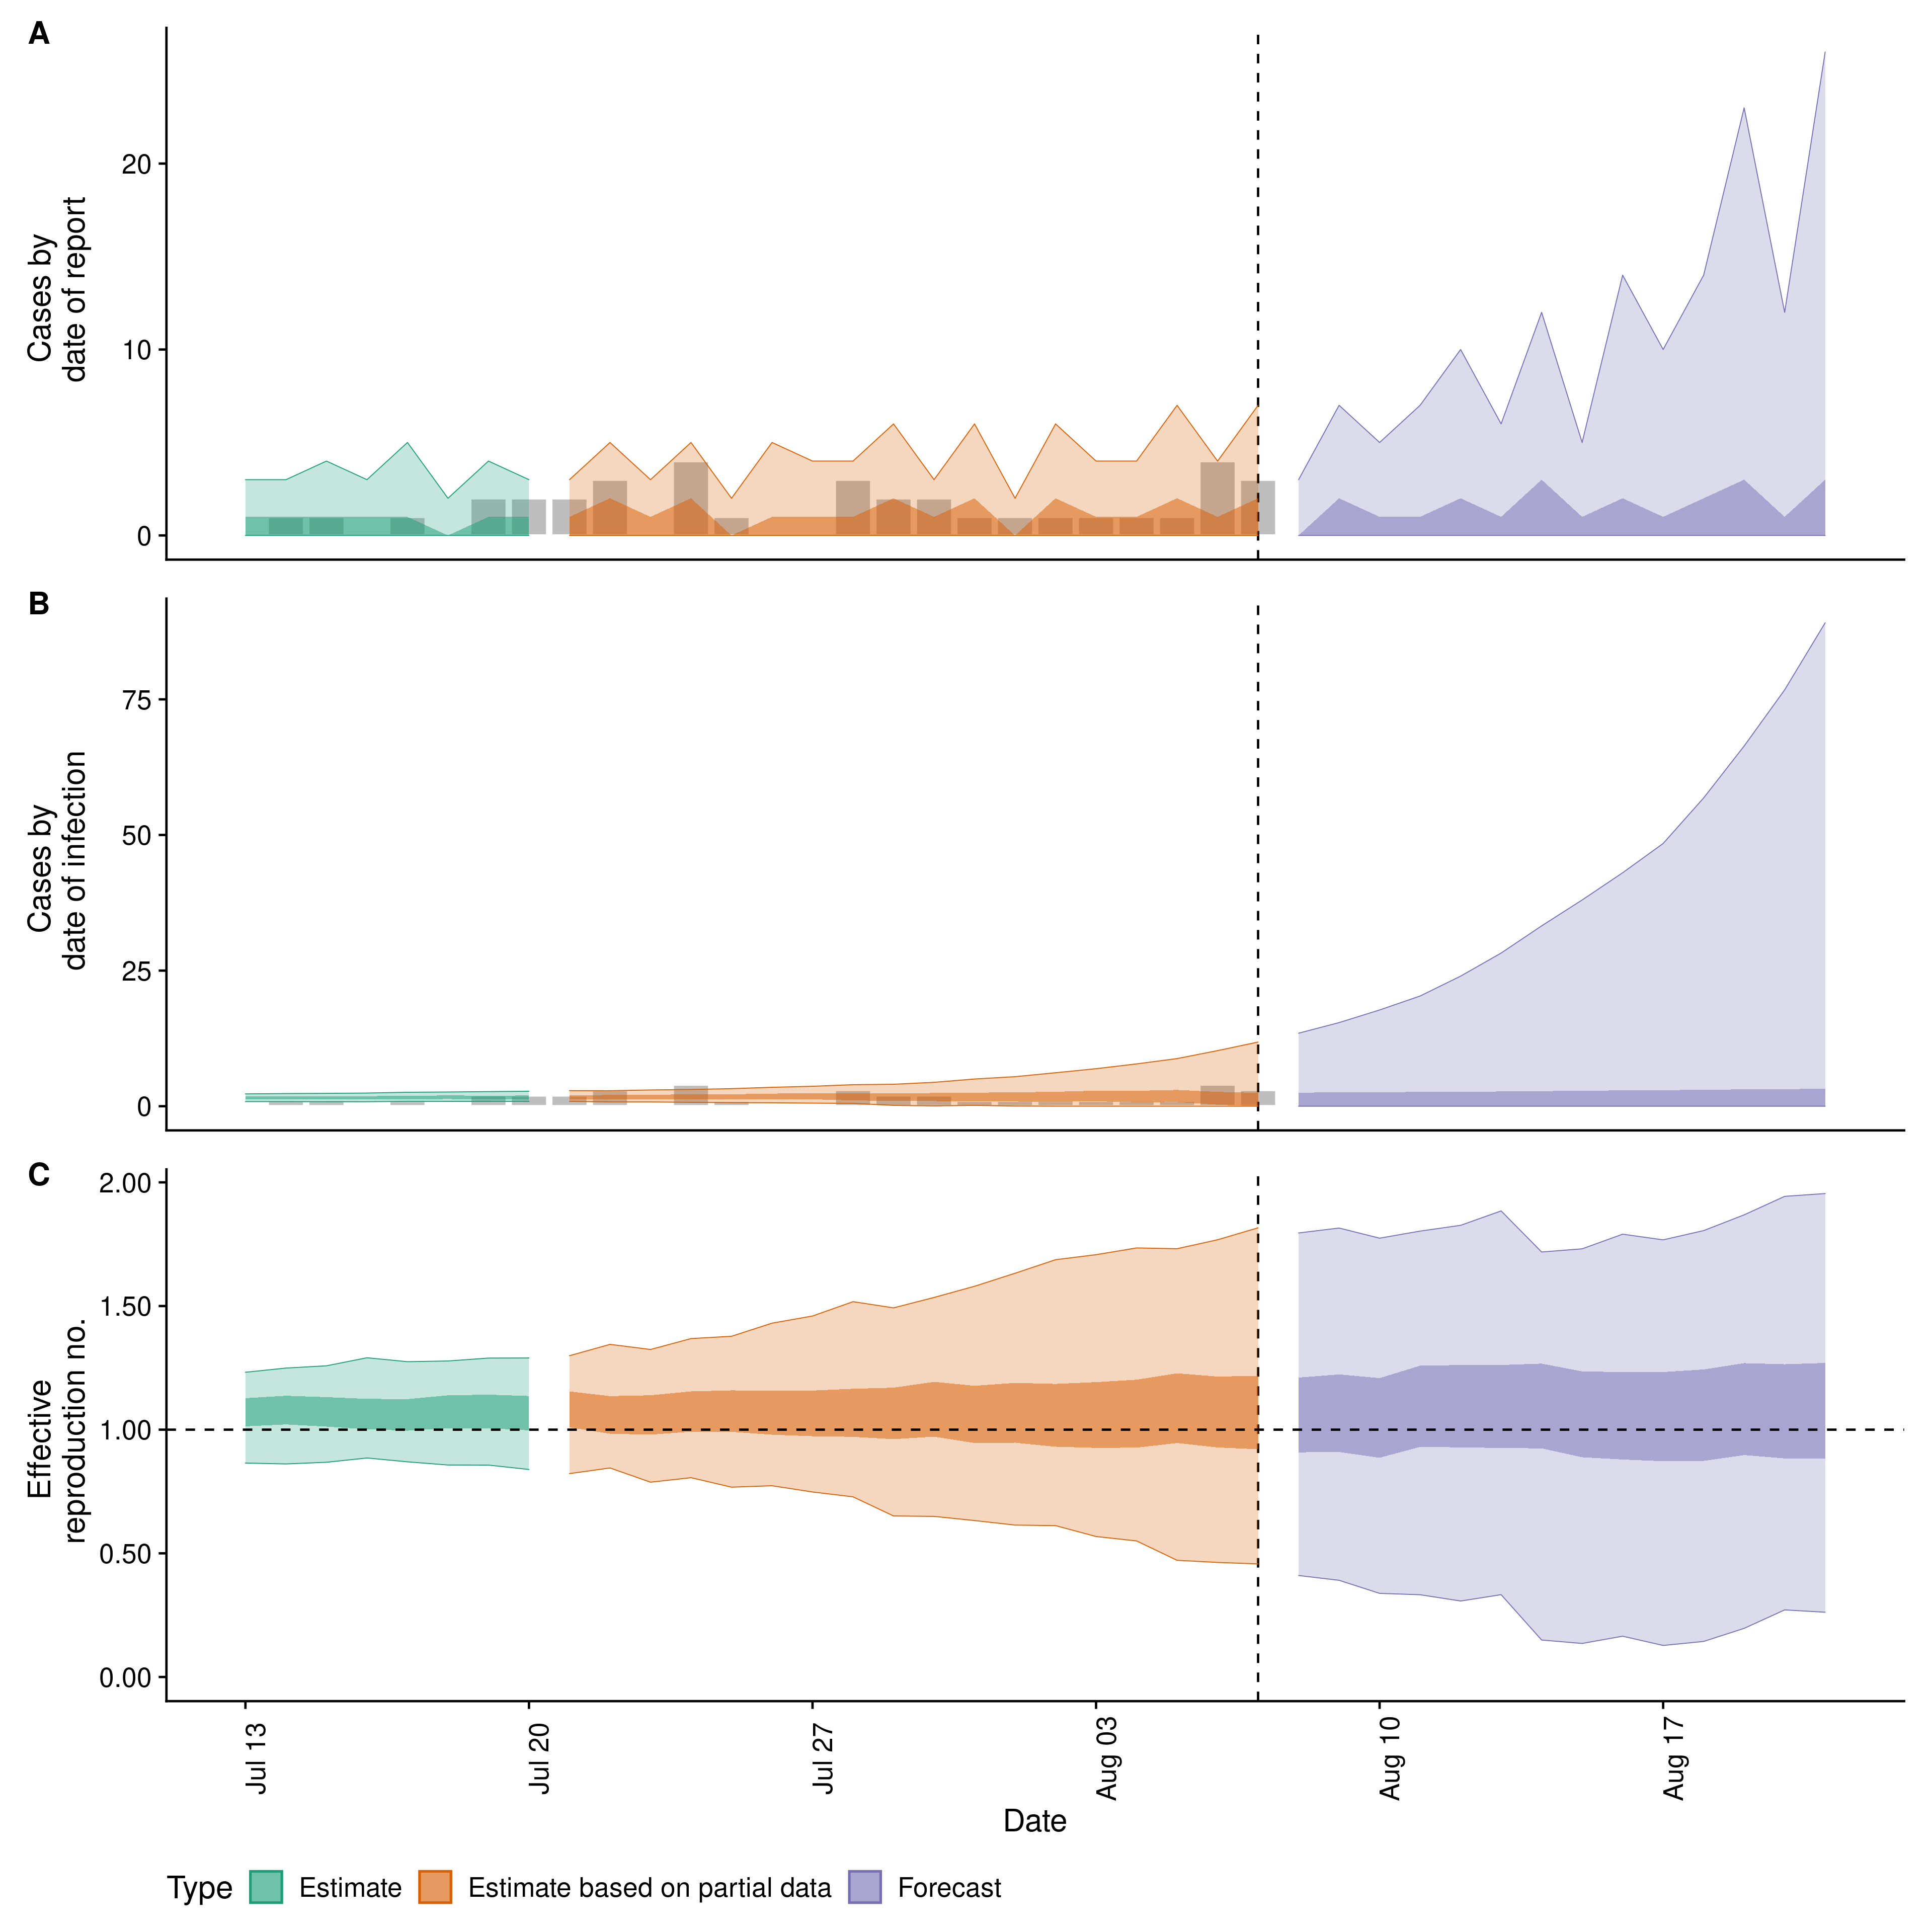 A
Cases by
date of report
20
10
0
B
Cases by
date of infection
75
50
25
0
C
Effective
reproduction no.
2.00
1.50
1.00
0.50
0.00
Jul 13
Jul 20
Jul 27
Aug 03
Aug 10
Aug 17
Date
Type Estimate Estimate based on partial data Forecast